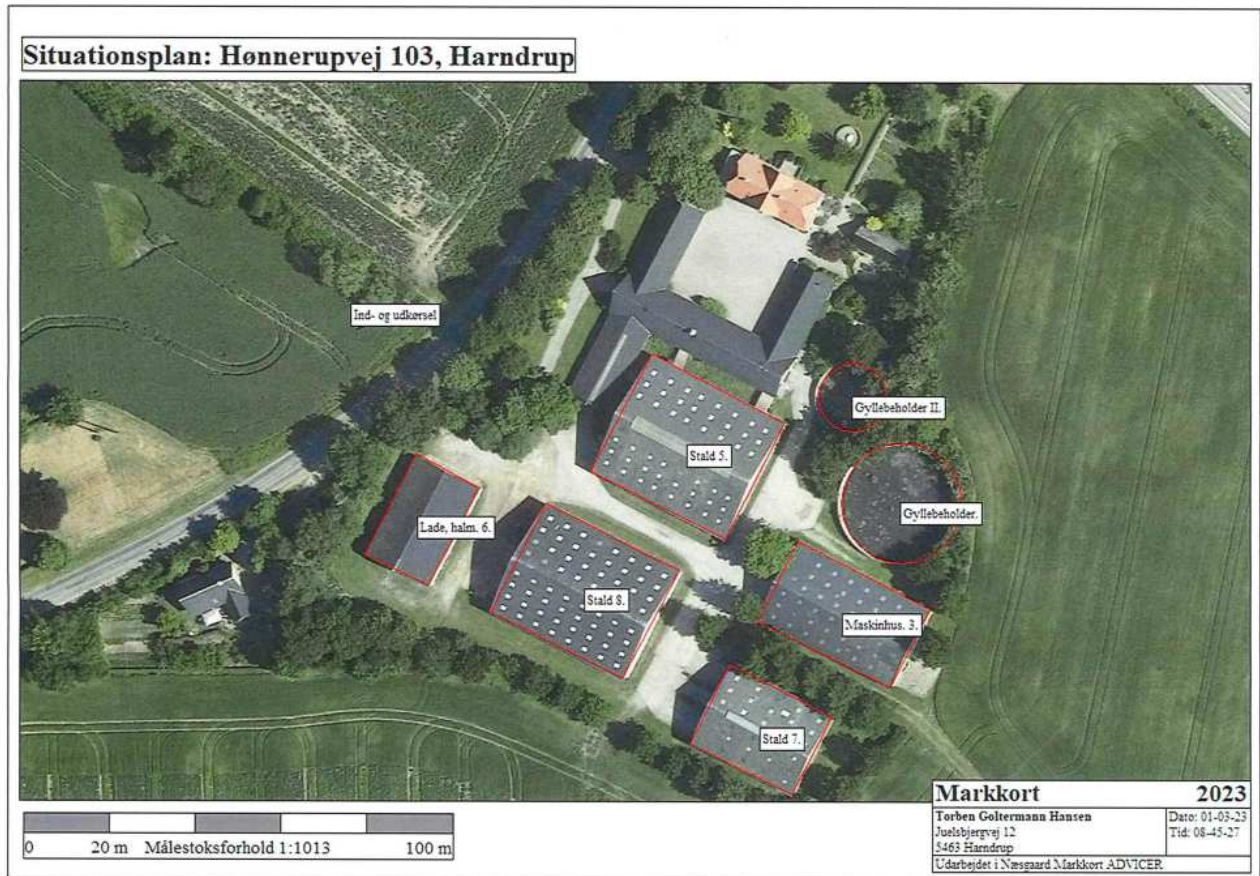 Situationsplan: Hønnerupvej 103, Harndrup
Ind- og udkørsel
Gyllebeholder II.
Stald 5.
Gyllebeholder.
Lade, halm. 6.
Stald 8.
Maskinhus. 3.
Stald 7.
Markkort 2023
Torben Goltermann Hansen
Juelsbjergvej 12
5463 Harndrup
Dato: 01-03-23
Tid: 08-45-27
Udarbejdet i Næsgaard Markkort ADVICER
0 20 m Målestoksforhold 1:1013 100 m